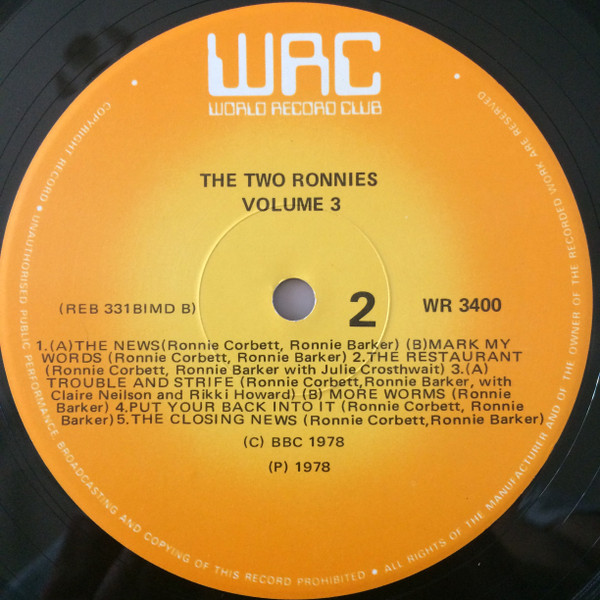 WRC
WORLD RECORD CLUB
THE TWO RONNIES
VOLUME 3
(REB 331BIMD B)
2
WR 3400
1.(A)THE NEWS(Ronnie Corbett, Ronnie Barker) (B)MARK MY
WORDS (Ronnie Corbett, Ronnie Barker) 2.THE RESTAURANT
(Ronnie Corbett, Ronnie Barker with Julie Crosthwait) 3.(A)
TROUBLE AND STRIFE (Ronnie Corbett,Ronnie Barker, with
Claire Neilson and Rikki Howard) (B) MORE WORMS (Ronnie
Barker) 4.PUT YOUR BACK INTO IT (Ronnie Corbett, Ronnie
Barker)5.THE CLOSING NEWS (Ronnie Corbett,Ronnie Barker)
(C) BBC 1978
(P) 1978
COPYRIGHT RECORD • UNAUTHORISED PUBLIC PERFORMANCE, BROADCASTING AND COPYING OF THIS RECORD PROHIBITED • ALL RIGHTS OF THE MANUFACTURER AND OF THE OWNER OF THE RECORDED WORK ARE RESERVED